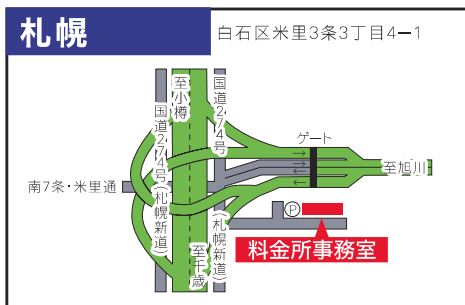 札幌
白石区米里3条3丁目4−1
至小樽
国道274号
国道274号(札幌新道)
ゲート
至旭川
南7条・米里通
P
(札幌新道)
至千歳
料金所事務室